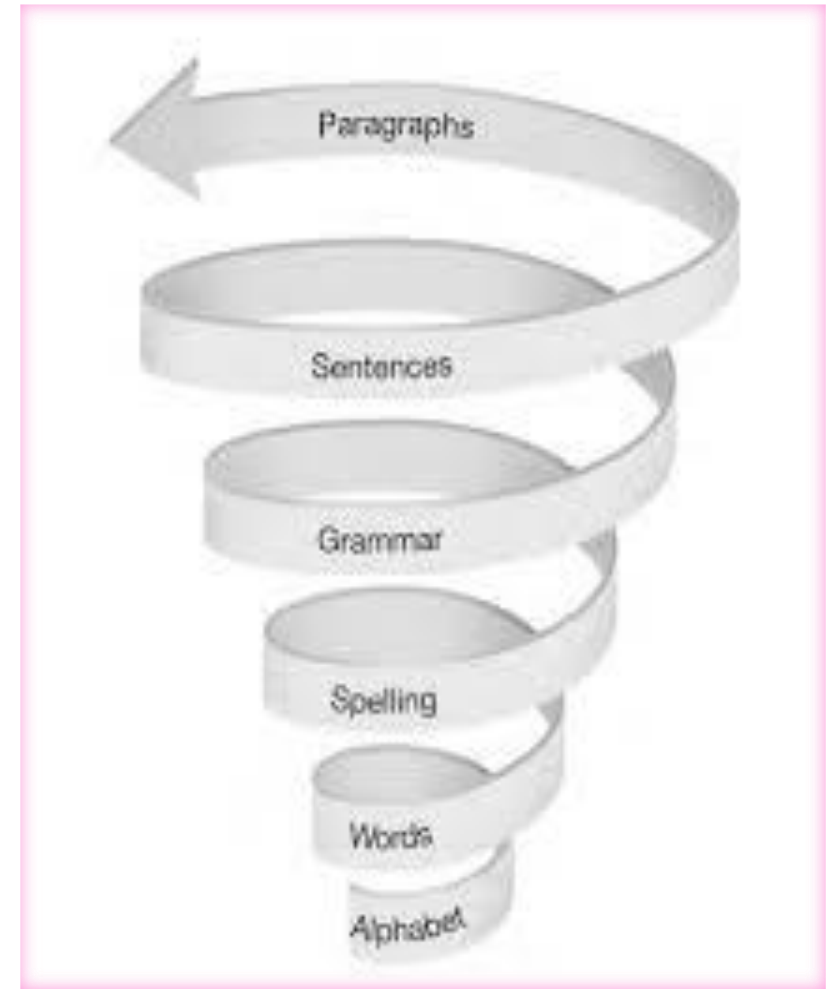 Paragraphs
Sentences
Grammar
Spelling
Words
Alphabet